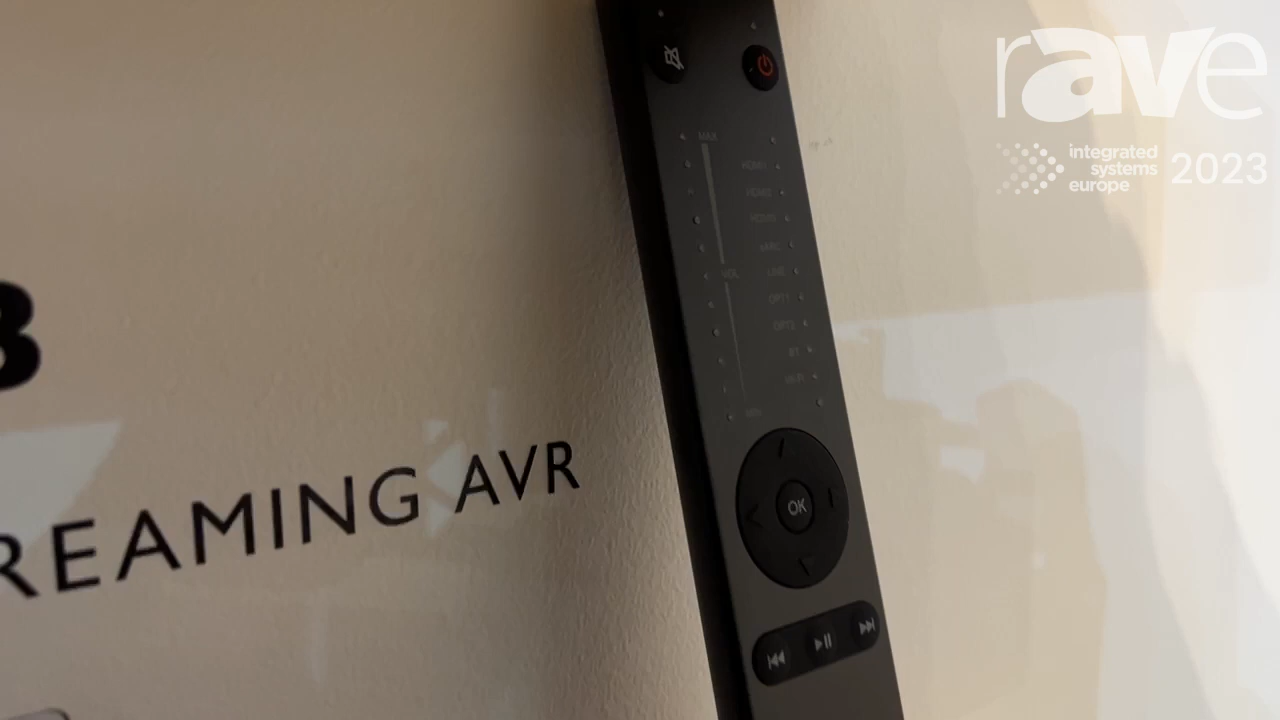 rave
integrated
systems
europe
2023
MAX
HDMI1
HDMI2
HDMI3
eARC
VOL
LINE
OPT1
OPT2
BT
Wi-Fi
MIN
B
REAMING AVR
OK